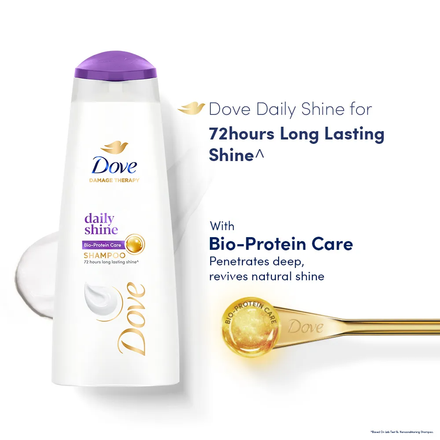 Dove
DAMAGE THERAPY
daily
shine
Bio-Protein Care
SHAMPOO
72 hours long lasting shine^
Dove
Dove Daily Shine for
72hours Long Lasting
Shine^
With
Bio-Protein Care
Penetrates deep,
revives natural shine
BIO-PROTEIN CARE
Dove